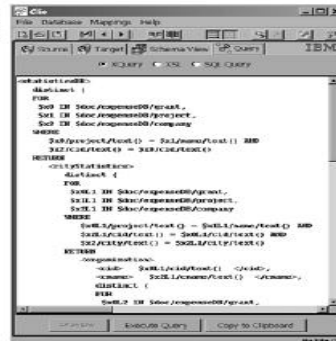 Clio
File Database Mappings Help
Source Target Schema View Query IBM
XQuery XSL SQL Query
<statisticsDB>
distinct (
FOR
$x0 IN $doc/expenseDB/grant,
$x1 IN $doc/expenseDB/project,
$x2 IN $doc/expenseDB/company
WHERE
$x0/project/text() = $x1/name/text() AND
$x2/cid/text() = $x0/cid/text()
RETURN
<cityStatistics>
distinct (
FOR
$x0L1 IN $doc/expenseDB/grant,
$x1L1 IN $doc/expenseDB/project,
$x2L1 IN $doc/expenseDB/company
WHERE
$x0L1/project/text() = $x1L1/name/text() AND
$x2L1/cid/text() = $x0L1/cid/text() AND
$x2/city/text() = $x2L1/city/text()
RETURN
<organization>
<cid> $x0L1/cid/text() </cid>,
<cname> $x2L1/cname/text() </cname>,
distinct (
FOR
$x0L2 IN $doc/expenseDB/grant,
Execute Query Copy to Clipboard